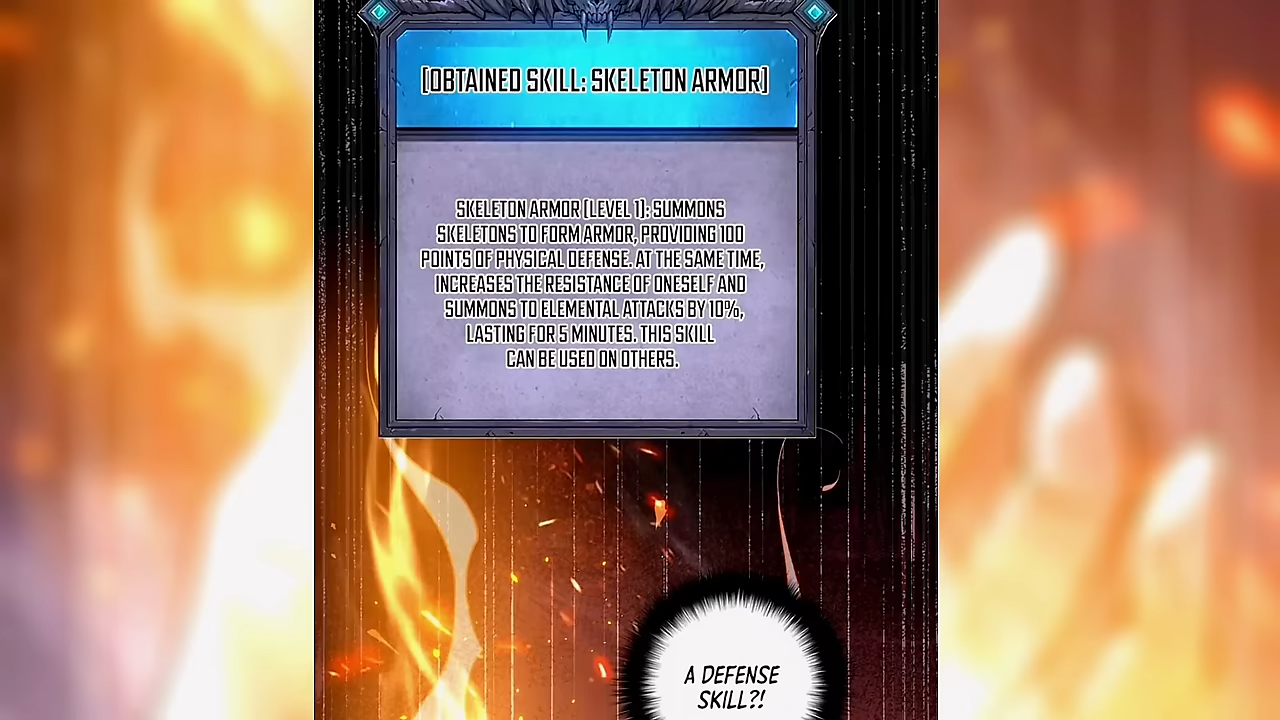 [OBTAINED SKILL: SKELETON ARMOR]
SKELETON ARMOR (LEVEL 1): SUMMONS
SKELETONS TO FORM ARMOR, PROVIDING 100
POINTS OF PHYSICAL DEFENSE. AT THE SAME TIME,
INCREASES THE RESISTANCE OF ONESELF AND
SUMMONS TO ELEMENTAL ATTACKS BY 10%,
LASTING FOR 5 MINUTES. THIS SKILL
CAN BE USED ON OTHERS.
A DEFENSE
SKILL?!